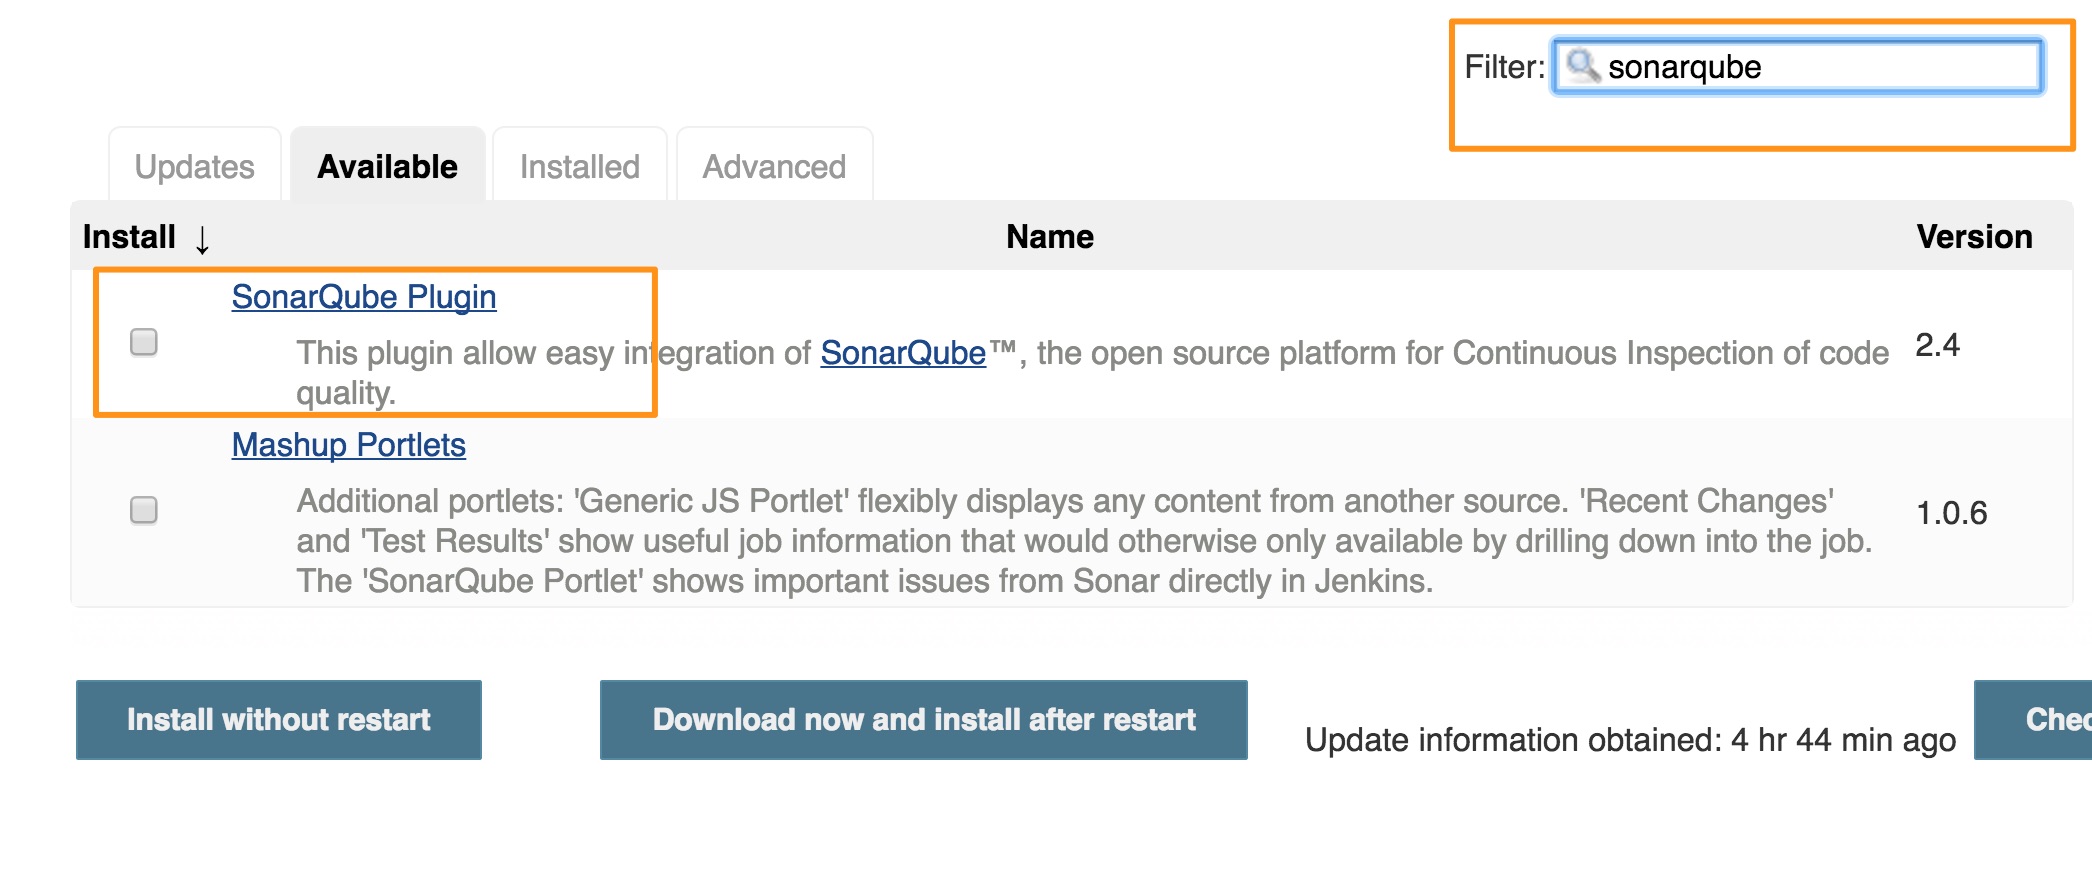 Filter: sonarqube
Updates Available Installed Advanced
Install ↓ Name Version
SonarQube Plugin
This plugin allow easy integration of SonarQube™, the open source platform for Continuous Inspection of code 2.4
quality.
Mashup Portlets
Additional portlets: 'Generic JS Portlet' flexibly displays any content from another source. 'Recent Changes'
and 'Test Results' show useful job information that would otherwise only available by drilling down into the job. 1.0.6
The 'SonarQube Portlet' shows important issues from Sonar directly in Jenkins.
Install without restart Download now and install after restart Update information obtained: 4 hr 44 min ago